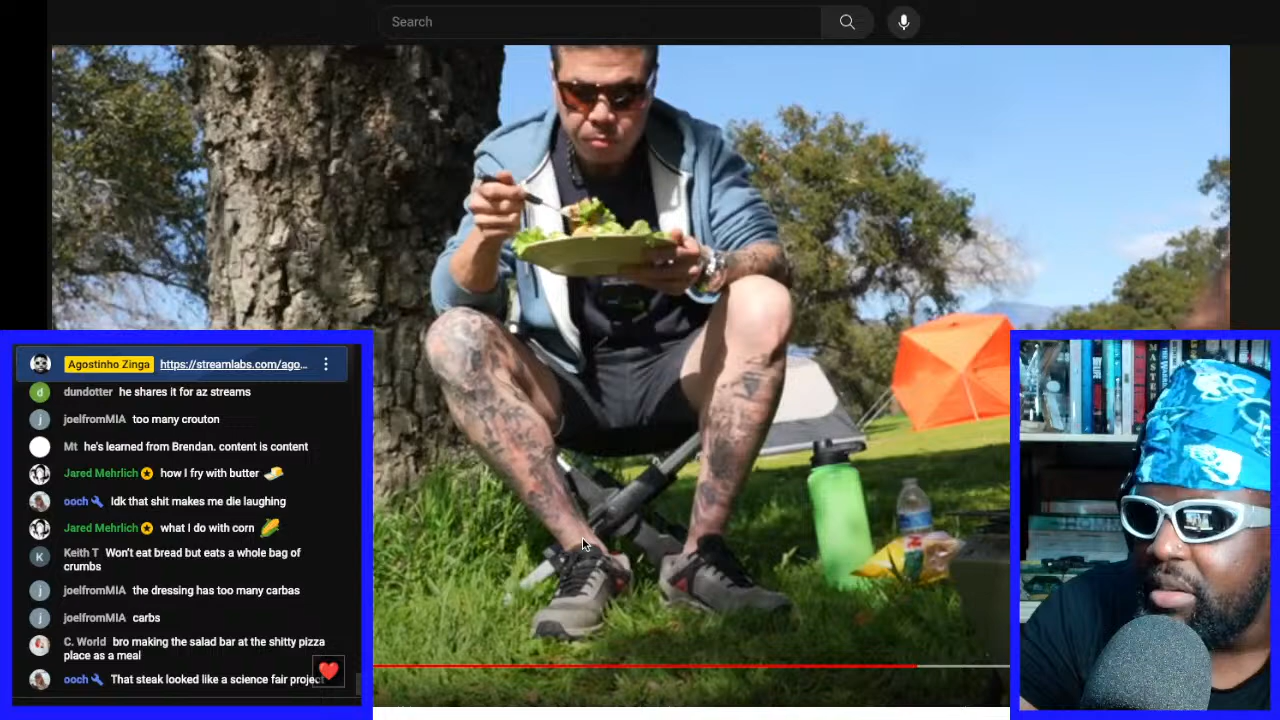 Search
Agostinho Zinga https://streamlabs.com/ago...
dundotter he shares it for az streams
joelfromMIA too many crouton
Mt he's learned from Brendan. content is content
Jared Mehrlich how I fry with butter
ooch Idk that shit makes me die laughing
Jared Mehrlich what I do with corn
Keith T Won't eat bread but eats a whole bag of
crumbs
joelfromMIA the dressing has too many carbas
joelfromMIA carbs
C. World bro making the salad bar at the shitty pizza
place as a meal
ooch That steak looked like a science fair project